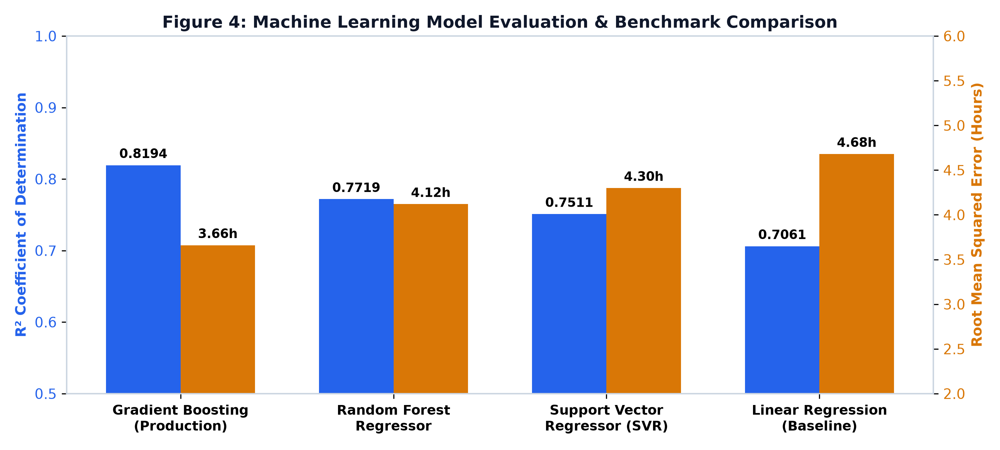 Figure 4: Machine Learning Model Evaluation & Benchmark Comparison
R² Coefficient of Determination
1.0
0.9
0.8
0.7
0.6
0.5
0.8194
3.66h
0.7719
4.12h
0.7511
4.30h
0.7061
4.68h
6.0
5.5
5.0
4.5
4.0
3.5
3.0
2.5
2.0
Root Mean Squared Error (Hours)
Gradient Boosting
(Production)
Random Forest
Regressor
Support Vector
Regressor (SVR)
Linear Regression
(Baseline)